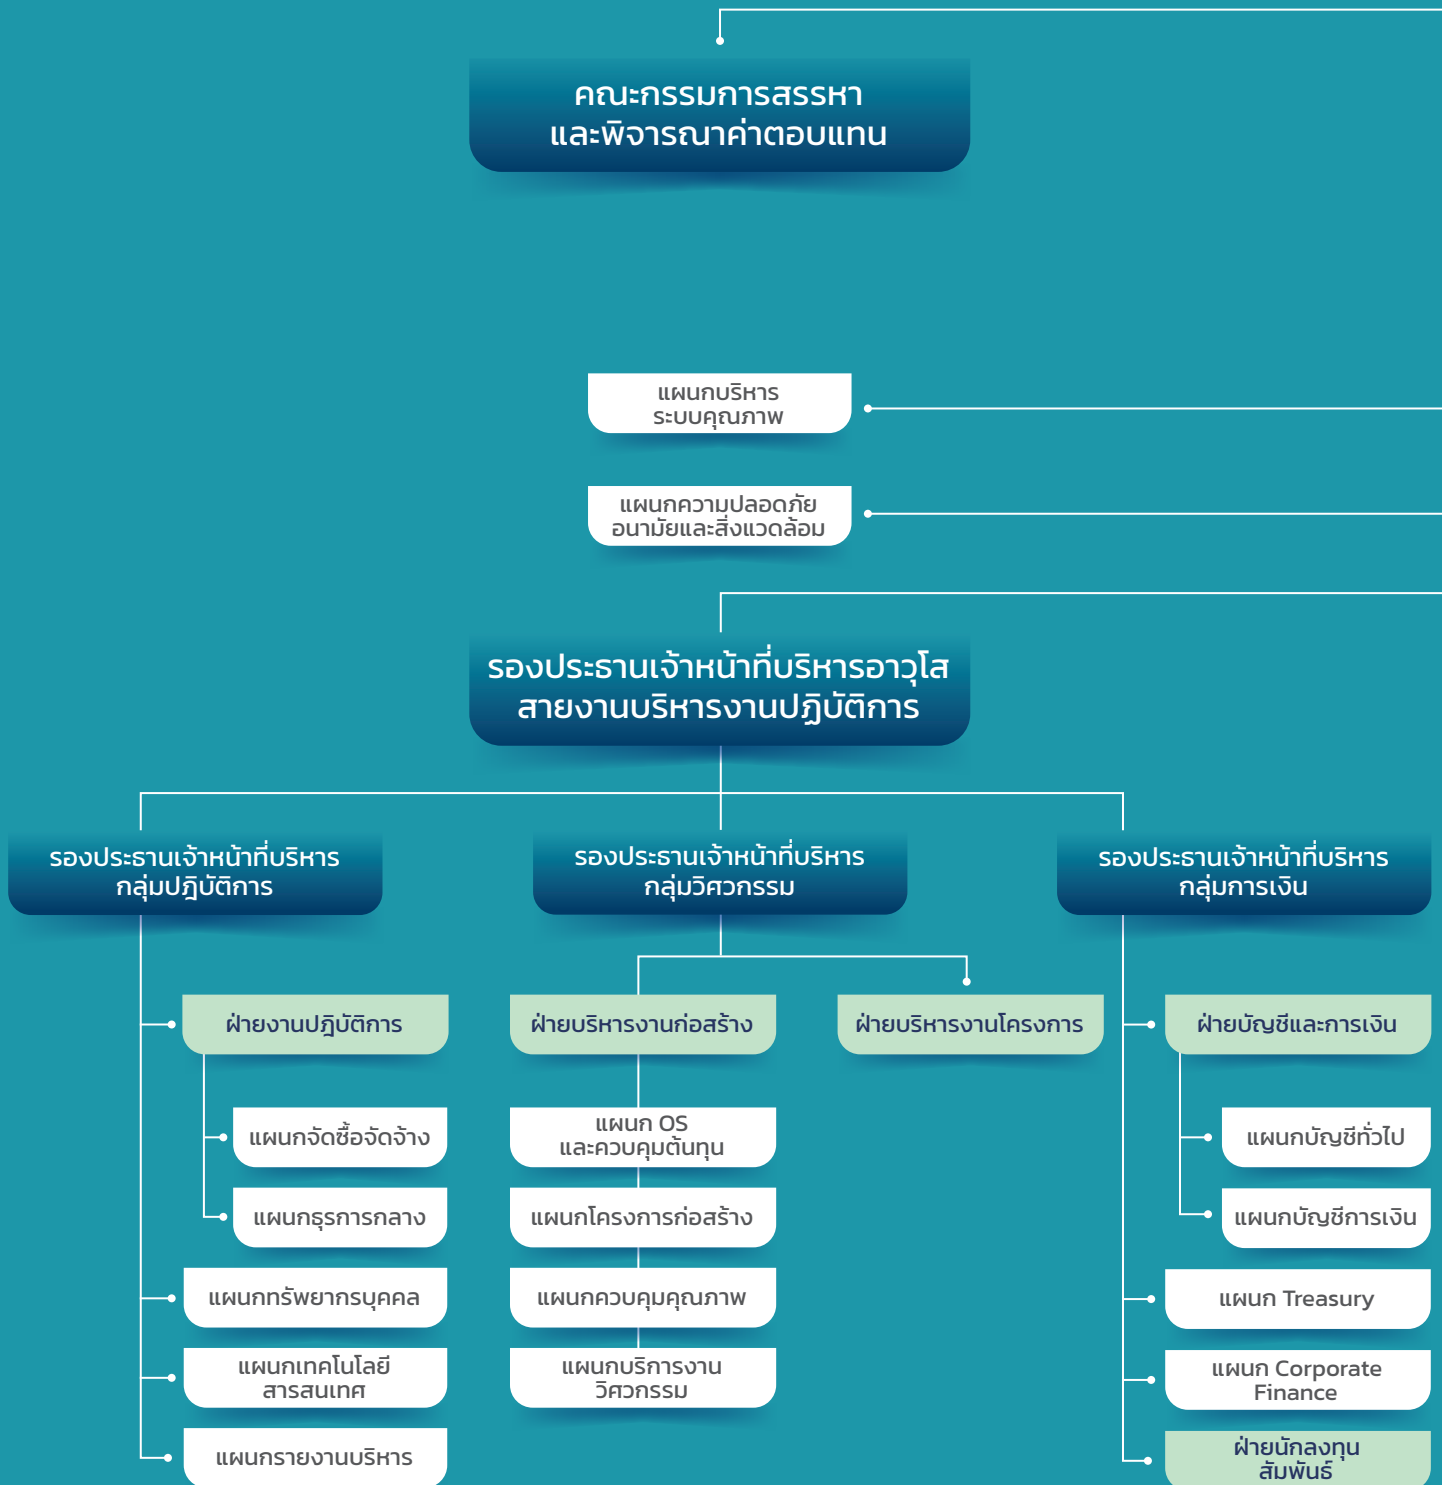 คณะกรรมการสรรหา
และพิจารณาค่าตอบแทน
แผนกบริหาร
ระบบคุณภาพ
แผนกความปลอดภัย
อนามัยและสิ่งแวดล้อม
รองประธานเจ้าหน้าที่บริหารอาวุโส
สายงานบริหารงานปฏิบัติการ
รองประธานเจ้าหน้าที่บริหาร
กลุ่มปฎิบัติการ
รองประธานเจ้าหน้าที่บริหาร
กลุ่มวิศวกรรม
รองประธานเจ้าหน้าที่บริหาร
กลุ่มการเงิน
ฝ่ายงานปฎิบัติการ
แผนกจัดซื้อจัดจ้าง
แผนกธุรการกลาง
แผนกทรัพยากรบุคคล
แผนกเทคโนโลยี
สารสนเทศ
แผนกรายงานบริหาร
ฝ่ายบริหารงานก่อสร้าง
แผนก OS
และควบคุมต้นทุน
แผนกโครงการก่อสร้าง
แผนกควบคุมคุณภาพ
แผนกบริการงาน
วิศวกรรม
ฝ่ายบริหารงานโครงการ
ฝ่ายบัญชีและการเงิน
แผนกบัญชีทั่วไป
แผนกบัญชีการเงิน
แผนก Treasury
แผนก Corporate
Finance
ฝ่ายนักลงทุน
สัมพันธ์